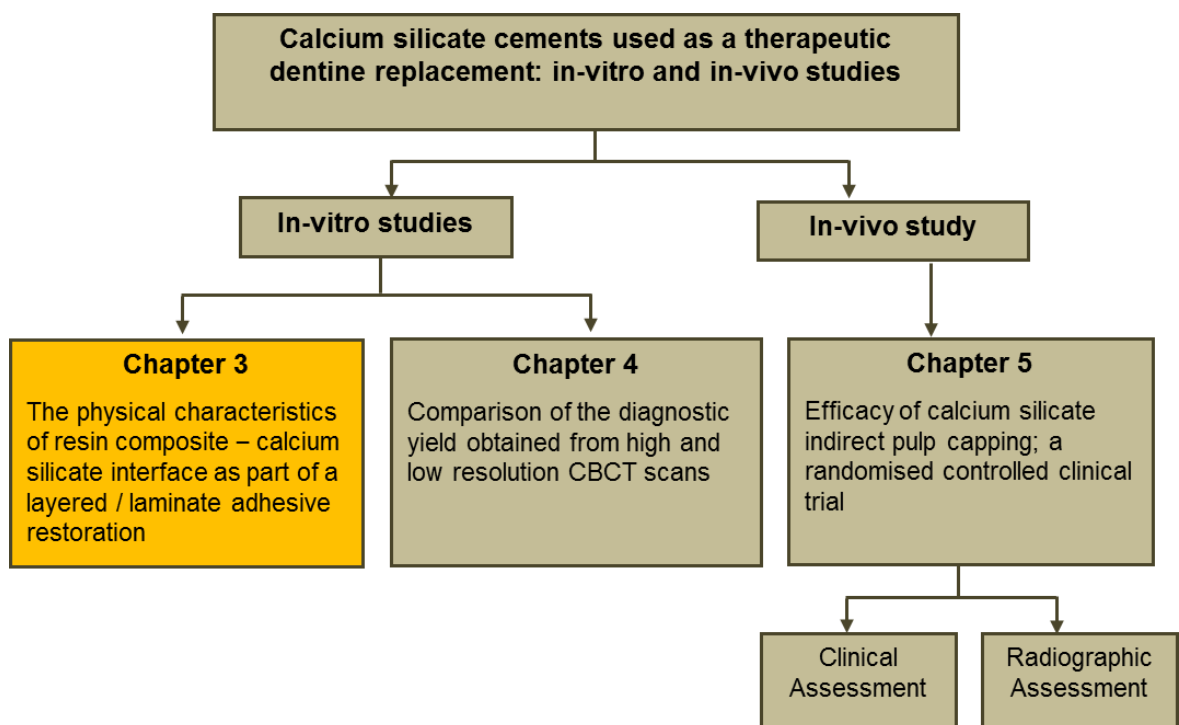 Calcium silicate cements used as a therapeutic
dentine replacement: in-vitro and in-vivo studies
In-vitro studies
In-vivo study
Chapter 3
The physical characteristics
of resin composite – calcium
silicate interface as part of a
layered / laminate adhesive
restoration
Chapter 4
Comparison of the diagnostic
yield obtained from high and
low resolution CBCT scans
Chapter 5
Efficacy of calcium silicate
indirect pulp capping; a
randomised controlled clinical
trial
Clinical
Assessment
Radiographic
Assessment